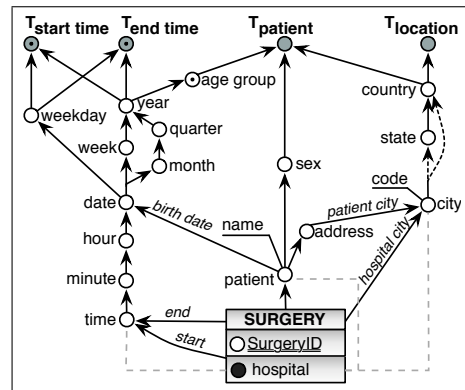 T start time
T end time
T patient
T location
age group
weekday
year
country
quarter
week
state
month
sex
code
date
birth date
patient city
city
name
address
hour
hospital city
minute
patient
end
SURGERY
time
start
SurgeryID
hospital